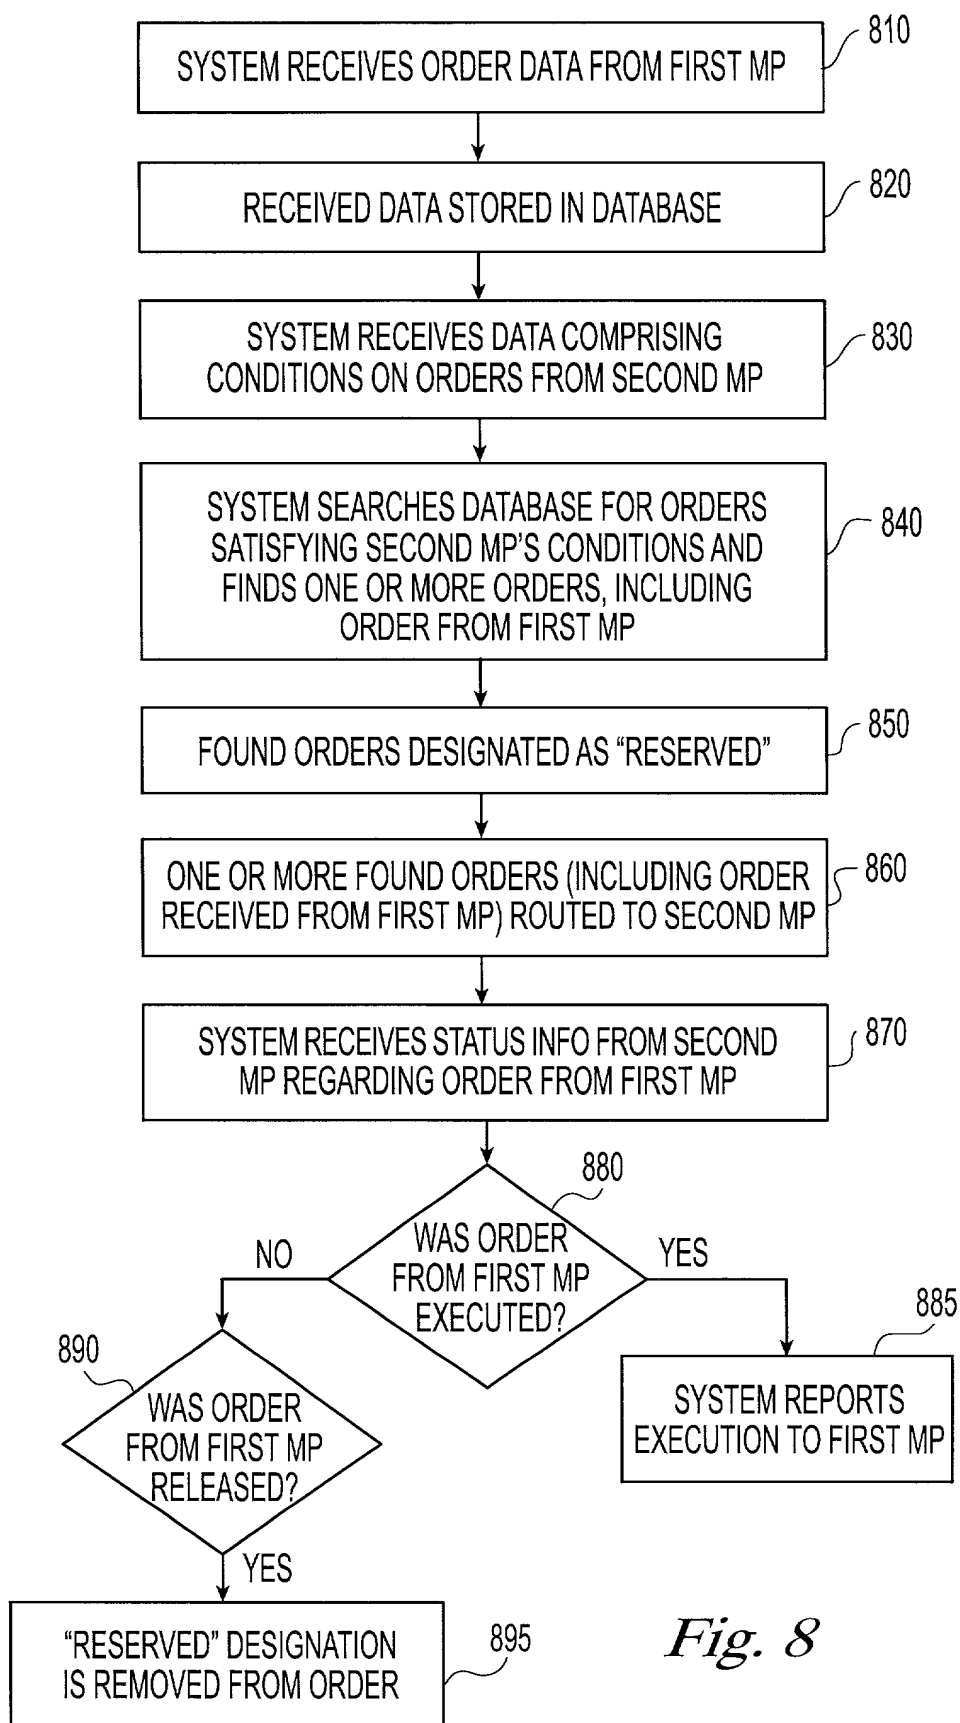 810
SYSTEM RECEIVES ORDER DATA FROM FIRST MP
820
RECEIVED DATA STORED IN DATABASE
830
SYSTEM RECEIVES DATA COMPRISING
CONDITIONS ON ORDERS FROM SECOND MP
840
SYSTEM SEARCHES DATABASE FOR ORDERS
SATISFYING SECOND MP'S CONDITIONS AND
FINDS ONE OR MORE ORDERS, INCLUDING
ORDER FROM FIRST MP
850
FOUND ORDERS DESIGNATED AS “RESERVED”
860
ONE OR MORE FOUND ORDERS (INCLUDING ORDER
RECEIVED FROM FIRST MP) ROUTED TO SECOND MP
870
SYSTEM RECEIVES STATUS INFO FROM SECOND
MP REGARDING ORDER FROM FIRST MP
880
WAS ORDER
FROM FIRST MP
EXECUTED?
NO
YES
885
SYSTEM REPORTS
EXECUTION TO FIRST MP
890
WAS ORDER
FROM FIRST MP
RELEASED?
YES
895
“RESERVED” DESIGNATION
IS REMOVED FROM ORDER
Fig. 8